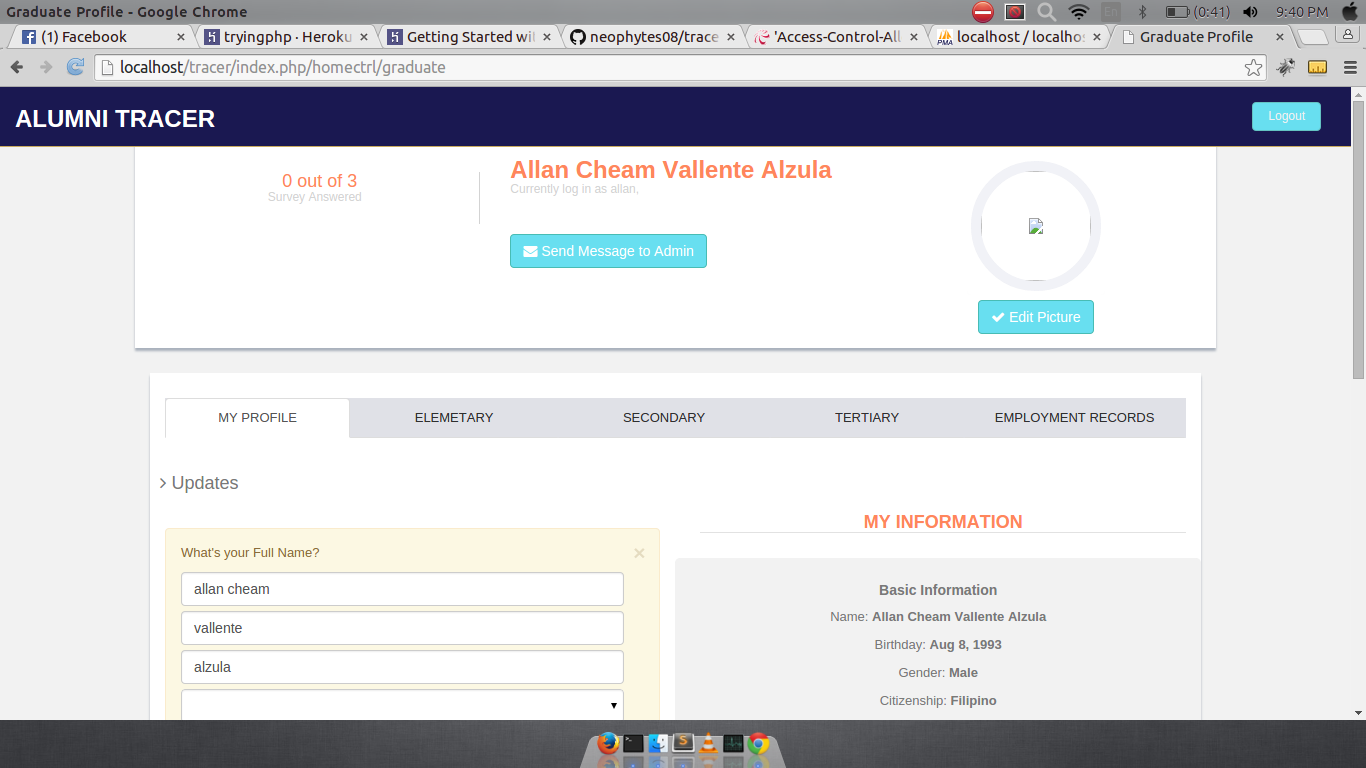 Graduate Profile - Google Chrome
En
(0:41)
9:40 PM
(1) Facebook
tryingphp · Heroku
Getting Started wit
neophytes08/trace
'Access-Control-All
localhost / localhos
Graduate Profile
localhost/tracer/index.php/homectrl/graduate
ALUMNI TRACER
Logout
0 out of 3
Survey Answered
Allan Cheam Vallente Alzula
Currently log in as allan,
Send Message to Admin
Edit Picture
MY PROFILE
ELEMETARY
SECONDARY
TERTIARY
EMPLOYMENT RECORDS
Updates
What's your Full Name?
allan cheam
vallente
alzula
MY INFORMATION
Basic Information
Name: Allan Cheam Vallente Alzula
Birthday: Aug 8, 1993
Gender: Male
Citizenship: Filipino